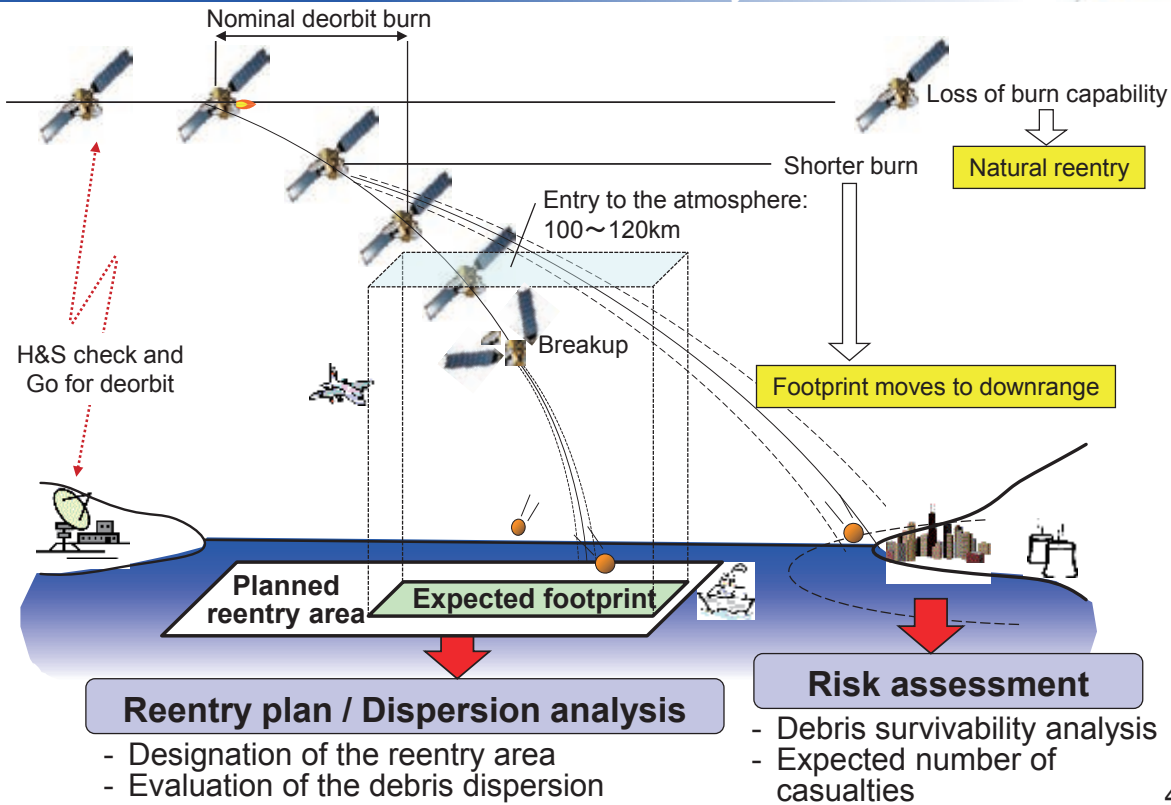 Nominal deorbit burn
Loss of burn capability
Natural reentry
Shorter burn
Entry to the atmosphere:
100～120km
H&S check and
Go for deorbit
Breakup
Footprint moves to downrange
Planned
reentry area
Expected footprint
Reentry plan / Dispersion analysis
- Designation of the reentry area
- Evaluation of the debris dispersion
Risk assessment
- Debris survivability analysis
- Expected number of
casualties